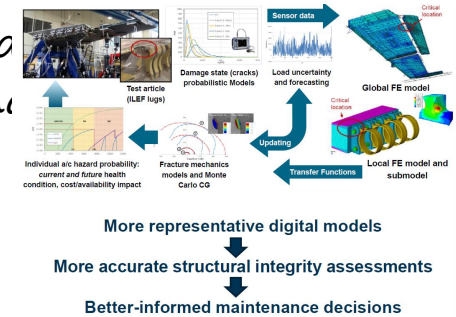 Sensor data
Critical
location
Test article
(ILEF lugs)
Damage state (cracks)
probabilistic Models
Load uncertainty
and forecasting
Global FE model
Critical
location
Updating
Individual a/c hazard probability:
current and future health
condition, cost/availability impact
Fracture mechanics
models and Monte
Carlo CG
Transfer Functions
Local FE model and
submodel
More representative digital models
More accurate structural integrity assessments
Better-informed maintenance decisions